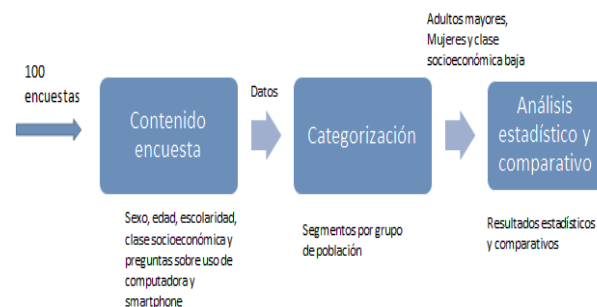 100
encuestas
Contenido
encuesta
Sexo, edad, escolaridad,
clase socioeconómica y
preguntas sobre uso de
computadora y
smartphone
Datos
Categorización
Segmentos por grupo
de población
Adultos mayores,
Mujeres y clase
socioeconómica baja
Análisis
estadístico y
comparativo
Resultados estadísticos
y comparativos